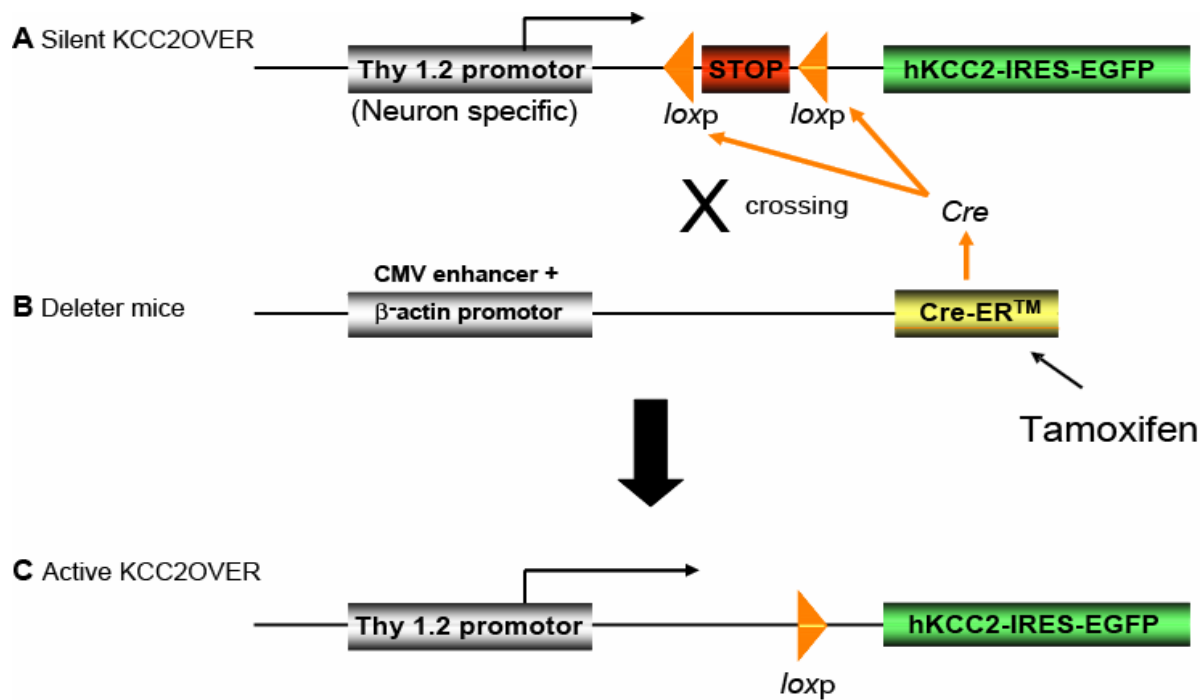 A Silent KCC2OVER
Thy 1.2 promotor
(Neuron specific)
STOP
hKCC2-IRES-EGFP
loxp
loxp
X crossing
Cre
CMV enhancer +
B Deleter mice
β-actin promotor
Cre-ER™
Tamoxifen
C Active KCC2OVER
Thy 1.2 promotor
hKCC2-IRES-EGFP
loxp